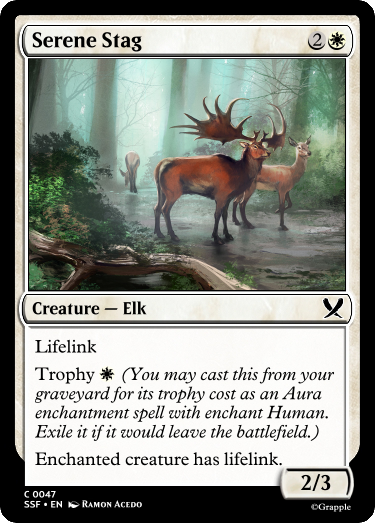 Serene Stag 2
Creature — Elk
Lifelink
Trophy (You may cast this from your
graveyard for its trophy cost as an Aura
enchantment spell with enchant Human.
Exile it if it would leave the battlefield.)
Enchanted creature has lifelink.
2/3
C 0047
SSF • EN Ramon Acedo
©Grapple